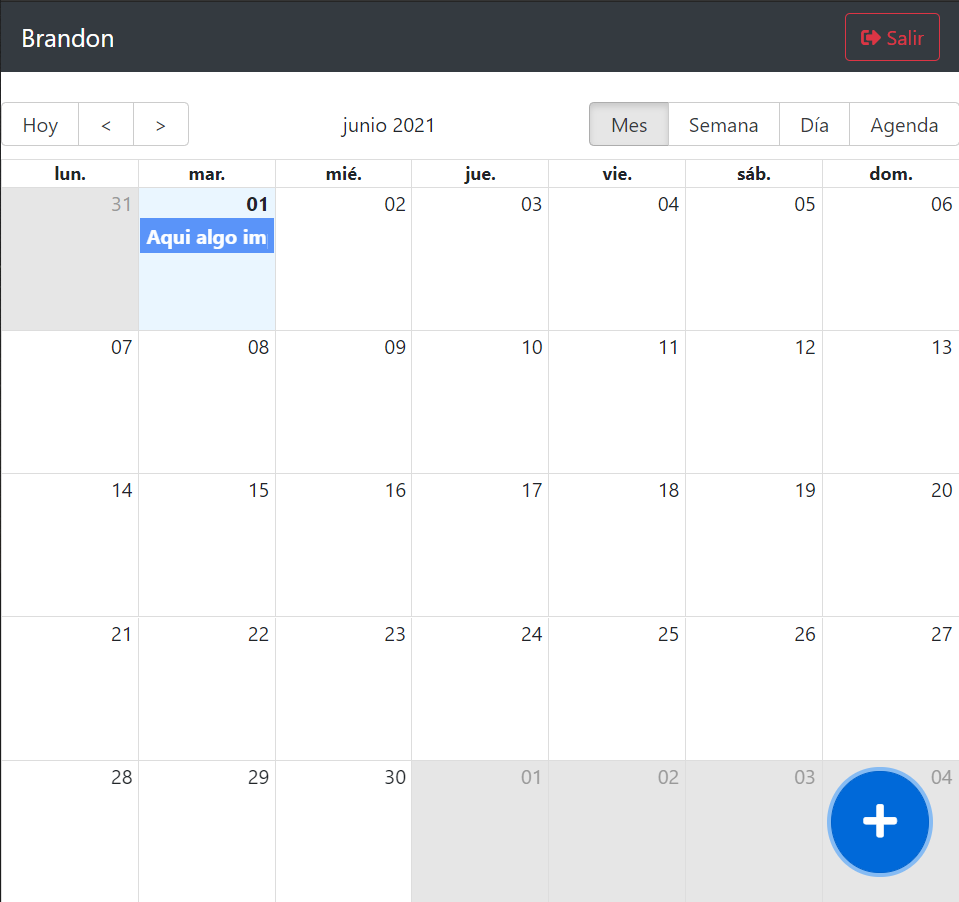 Brandon Salir
Hoy < > junio 2021 Mes Semana Día Agenda
lun. mar. mié. jue. vie. sáb. dom.
31 01 02 03 04 05 06
Aqui algo im
07 08 09 10 11 12 13
14 15 16 17 18 19 20
21 22 23 24 25 26 27
28 29 30 01 02 03 04